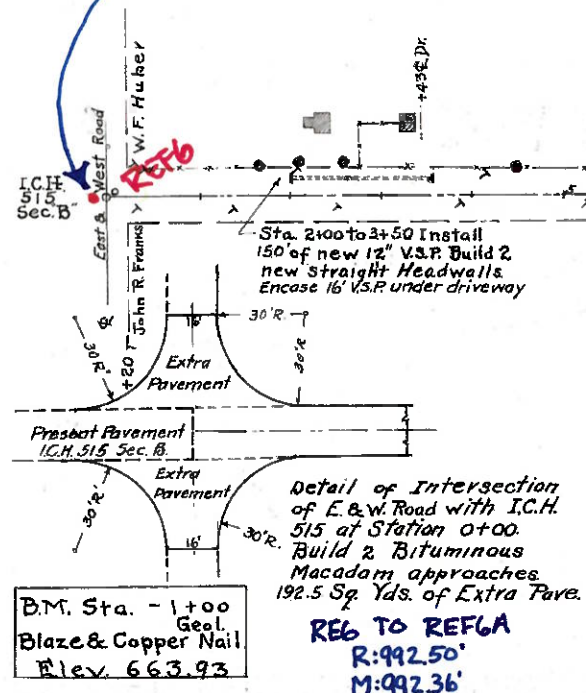 W.F. Huber
+43 ℄ Dr.
East & West Road
REF6
I.C.H.
515
Sec."B"
5
Sta. 2+00 to 3+50 Install
150' of new 12" V.S.P. Build 2
new straight Headwalls
Encase 16' V.S.P. under driveway
John R. Franks
+20
℄
16'
30'R.
30'R.
30'R.
Extra
Pavement
Present Pavement
I.C.H. 515 Sec. B.
Extra
Pavement
30'R.
30'R.
16'
Detail of Intersection
of E.&W. Road with I.C.H.
515 at Station 0+00.
Build 2 Bituminous
Macadam approaches
192.5 Sq. Yds. of Extra Pave.
B.M. Sta. - 1+00
Geol.
Blaze & Copper Nail
Elev. 663.93
RE6 TO REF6A
R:992.50'
M:992.36'